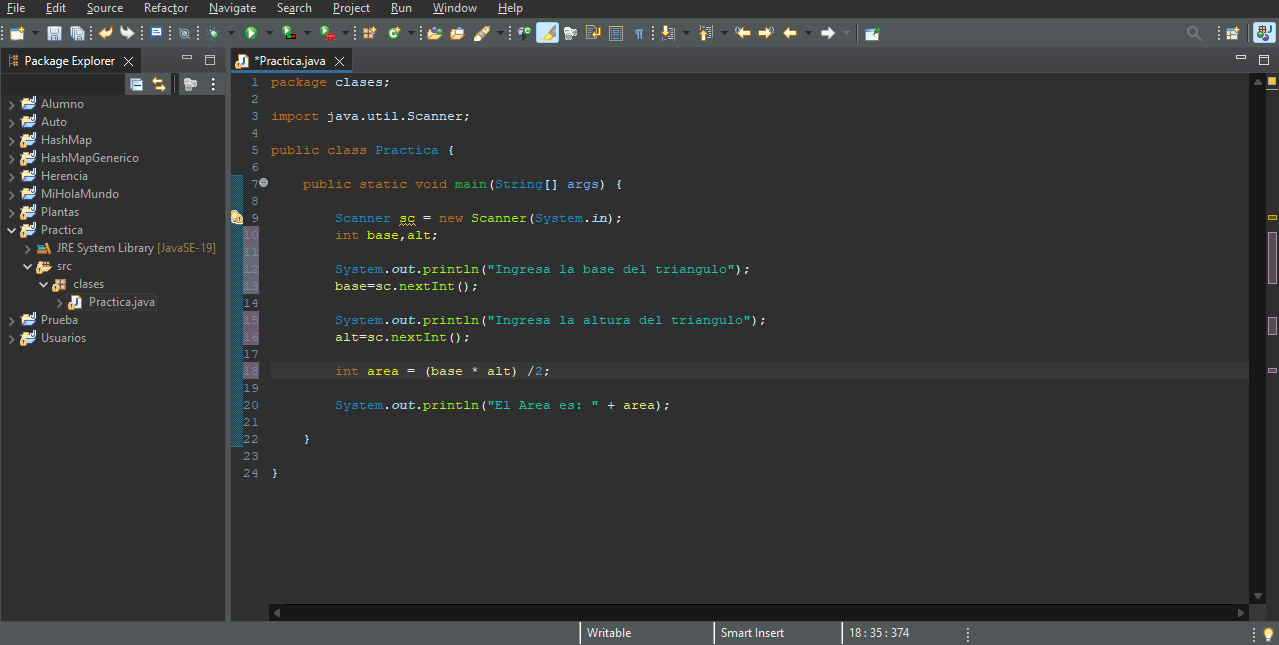 File Edit Source Refactor Navigate Search Project Run Window Help
Package Explorer
*Practica.java
Alumno
Auto
HashMap
HashMapGenerico
Herencia
MiHolaMundo
Plantas
Practica
JRE System Library [JavaSE-19]
src
clases
Practica.java
Prueba
Usuarios
1 package clases;
2
3 import java.util.Scanner;
4
5 public class Practica {
6
7 public static void main(String[] args) {
8
9 Scanner sc = new Scanner(System.in);
10 int base,alt;
11
12 System.out.println("Ingresa la base del triangulo");
13 base=sc.nextInt();
14
15 System.out.println("Ingresa la altura del triangulo");
16 alt=sc.nextInt();
17
18 int area = (base * alt) /2;
19
20 System.out.println("El Area es: " + area);
21
22 }
23
24 }
Writable Smart Insert 18 : 35 : 374